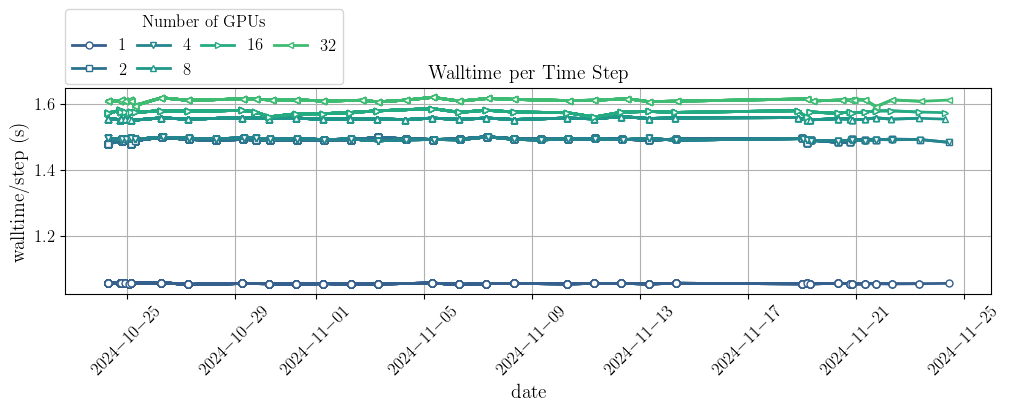 Number of GPUs
1 4 16 32
2 8
Walltime per Time Step
walltime/step (s)
1.6
1.4
1.2
2024−10−25
2024−10−29
2024−11−01
2024−11−05
2024−11−09
2024−11−13
2024−11−17
2024−11−21
2024−11−25
date